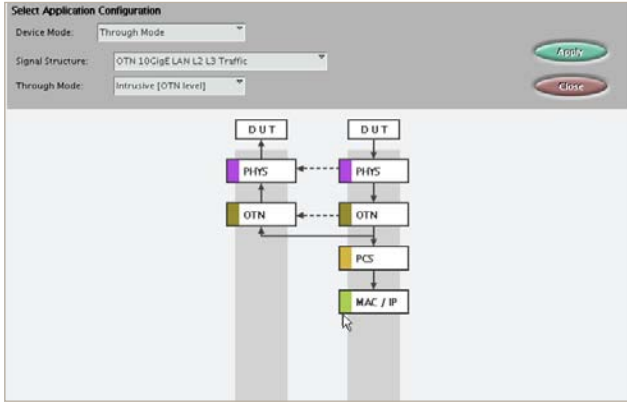 Select Application Configuration
Device Mode: Through Mode
Signal Structure: OTN 10GigE LAN L2 L3 Traffic
Apply
Through Mode: Intrusive [OTN level]
Close
DUT DUT
PHYS PHYS
OTN OTN
PCS
MAC / IP